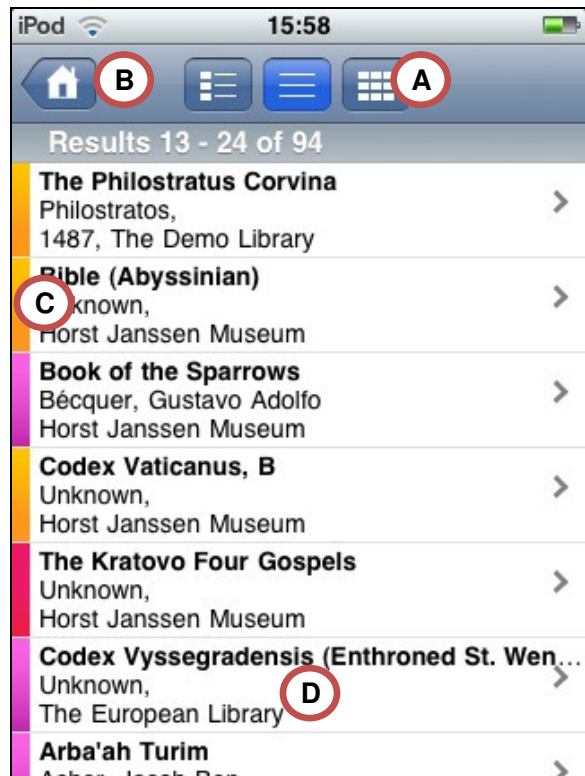 iPod 15:58
B A
Results 13 - 24 of 94
The Philostratus Corvina
Philostratos,
1487, The Demo Library
Bible (Abyssinian)
C known,
Horst Janssen Museum
Book of the Sparrows
Bécquer, Gustavo Adolfo
Horst Janssen Museum
Codex Vaticanus, B
Unknown,
Horst Janssen Museum
The Kratovo Four Gospels
Unknown,
Horst Janssen Museum
Codex Vyssegradensis (Enthroned St. Wen...
Unknown,
D
The European Library
Arba'ah Turim